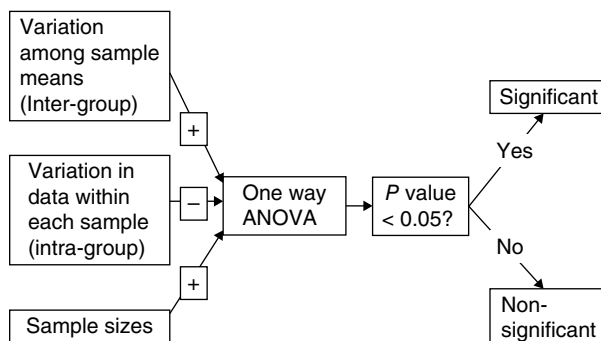 Variation
among sample
means
(Inter-group)
+
Variation in
data within
each sample
(intra-group)
−
Sample sizes
+
One way
ANOVA
P value
< 0.05?
Yes
Significant
No
Non-
significant